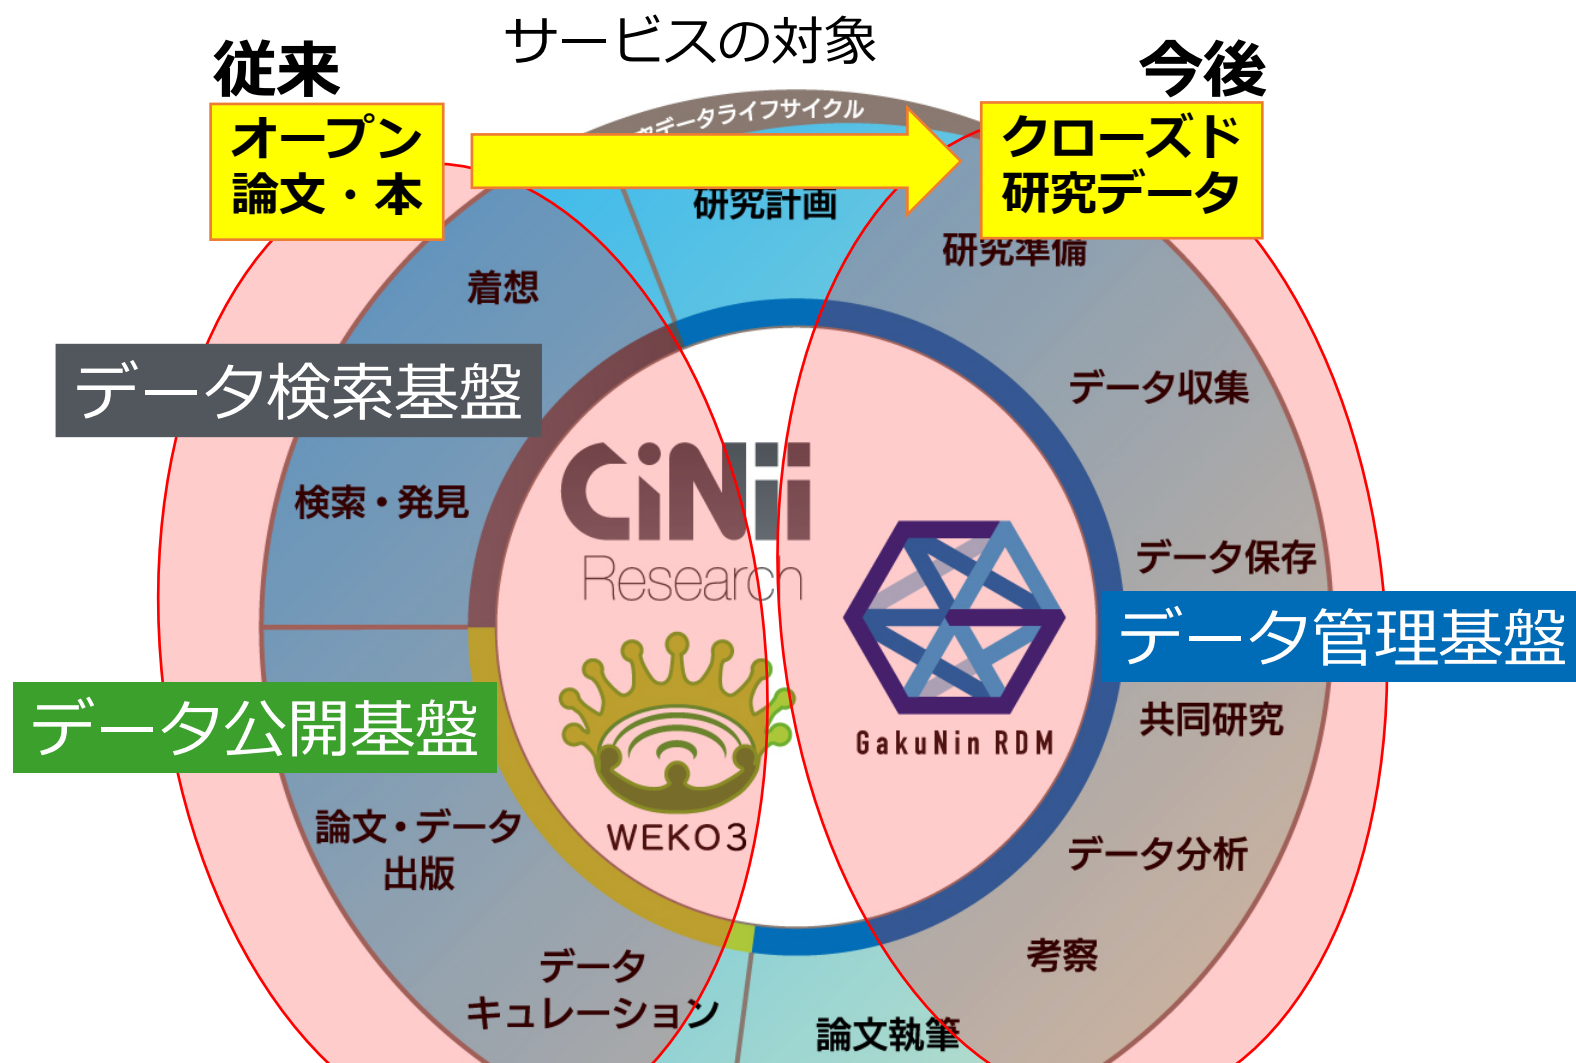 サービスの対象
従来
今後
オープン
論文・本
クローズド
研究データ
データライフサイクル
研究計画
研究準備
着想
データ検索基盤
データ収集
検索・発見
CiNii
Research
データ保存
データ管理基盤
GakuNin RDM
共同研究
データ公開基盤
WEKO3
論文・データ
出版
データ分析
考察
データ
キュレーション
論文執筆